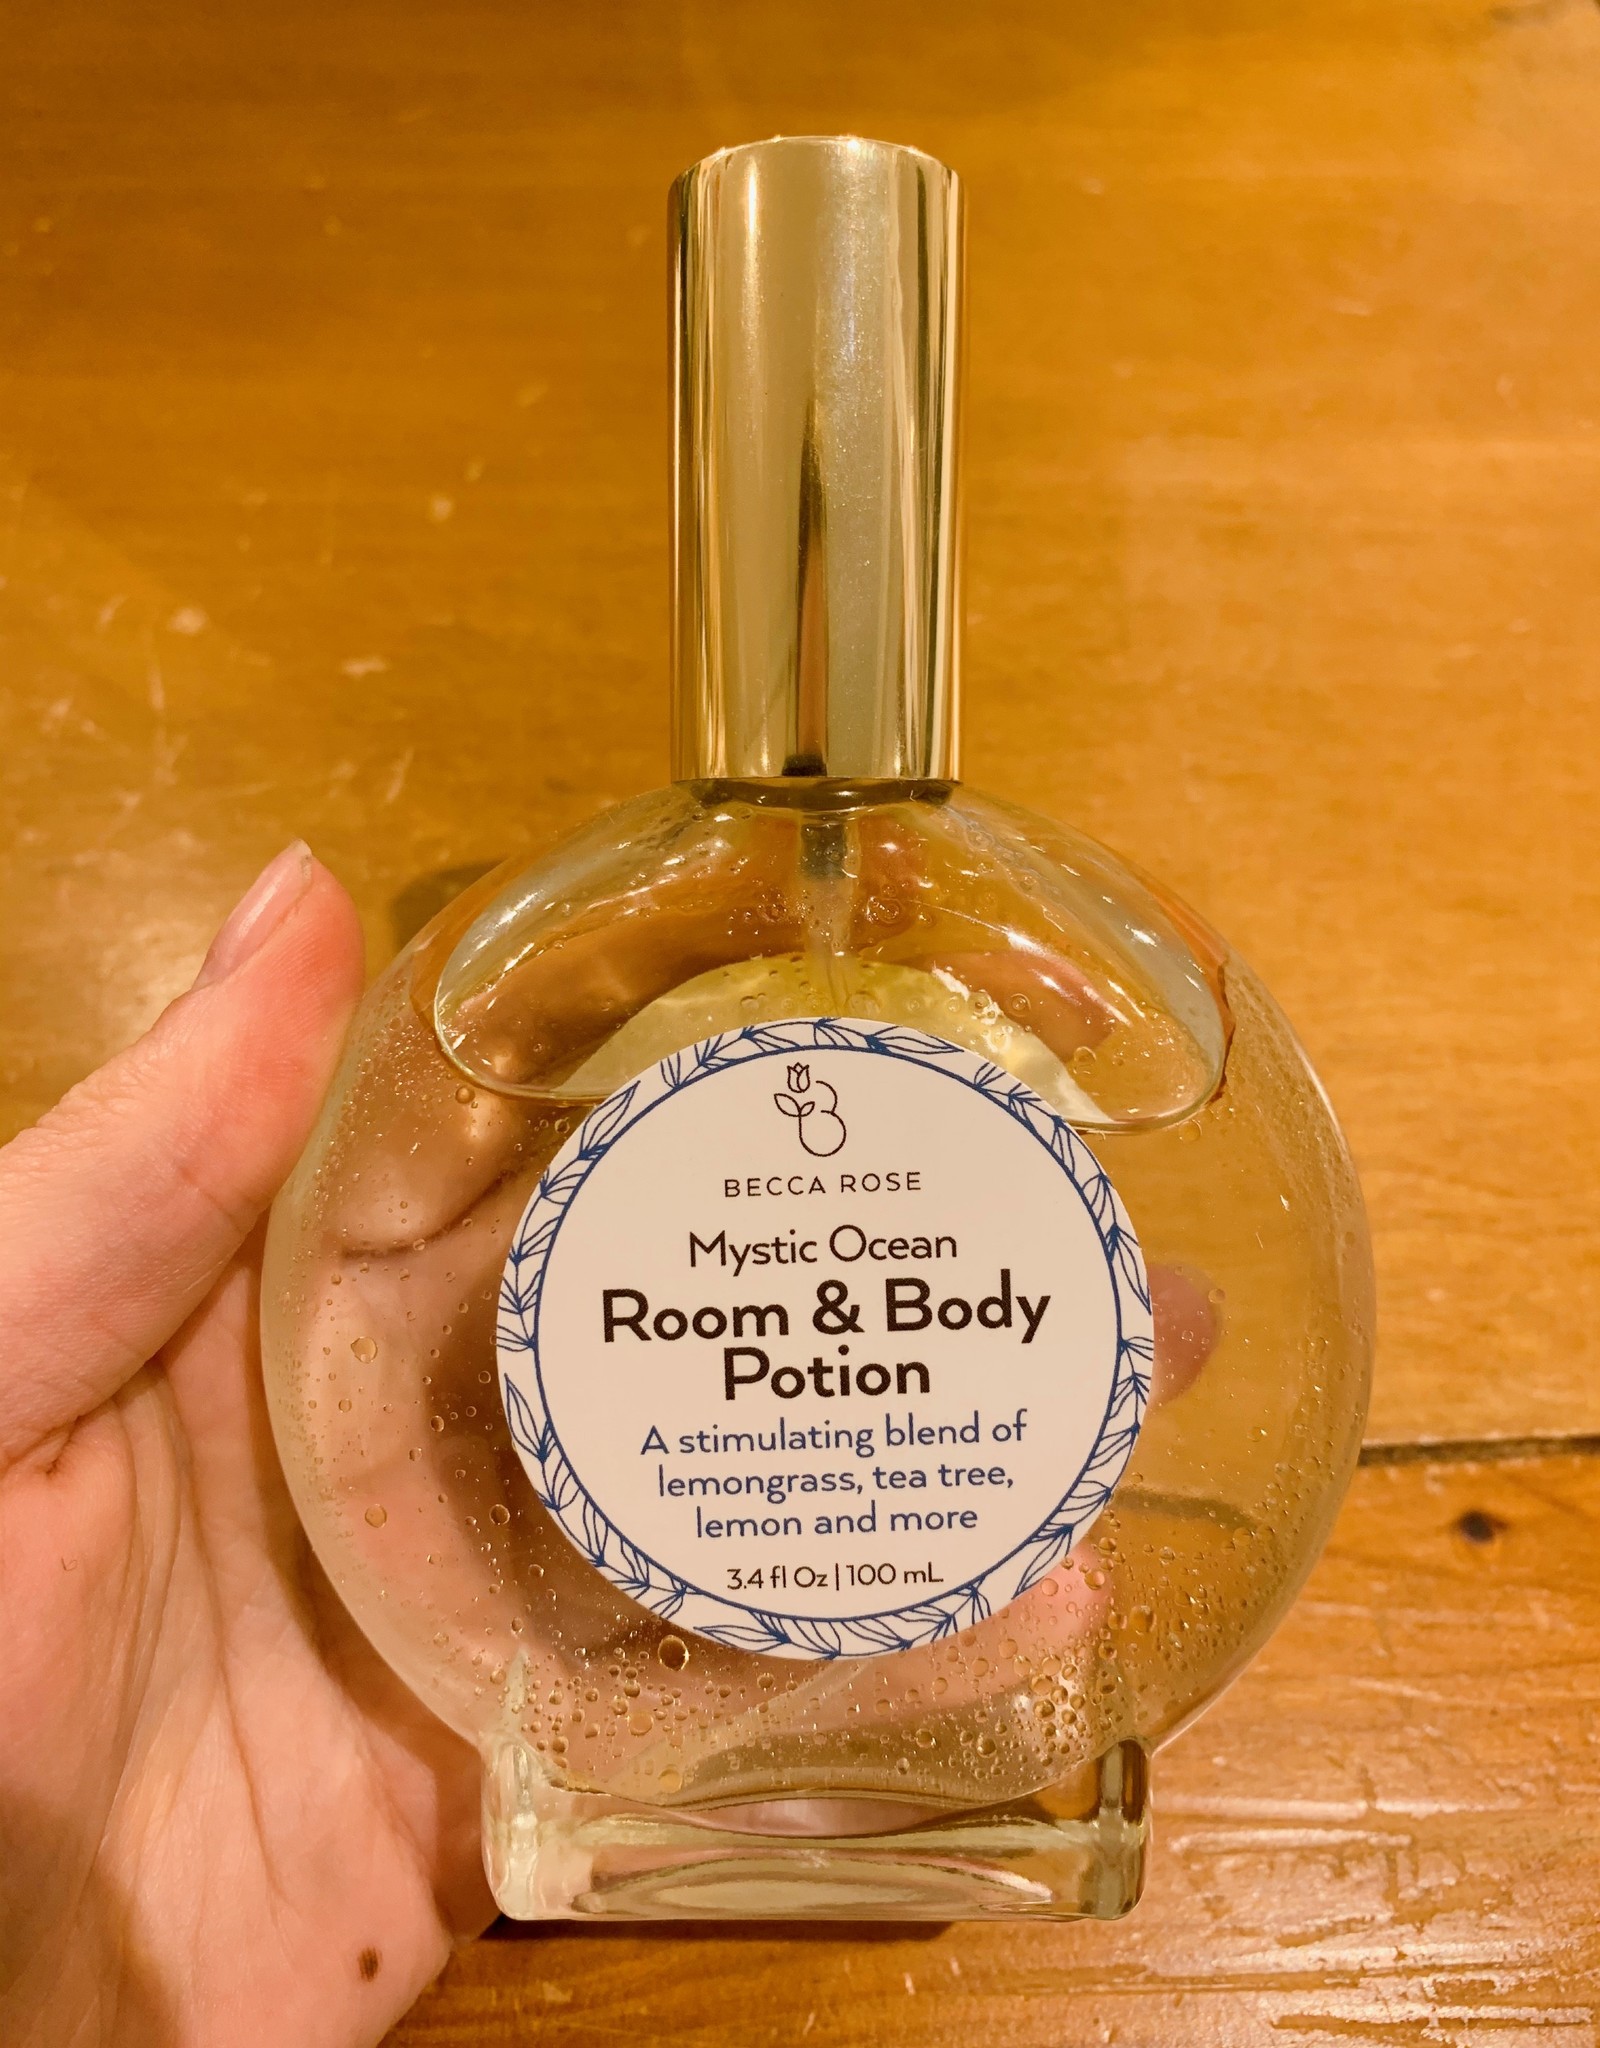 BECCA ROSE
Mystic Ocean
Room & Body
Potion
A stimulating blend of
lemongrass, tea tree,
lemon and more
3.4 fl Oz | 100 mL